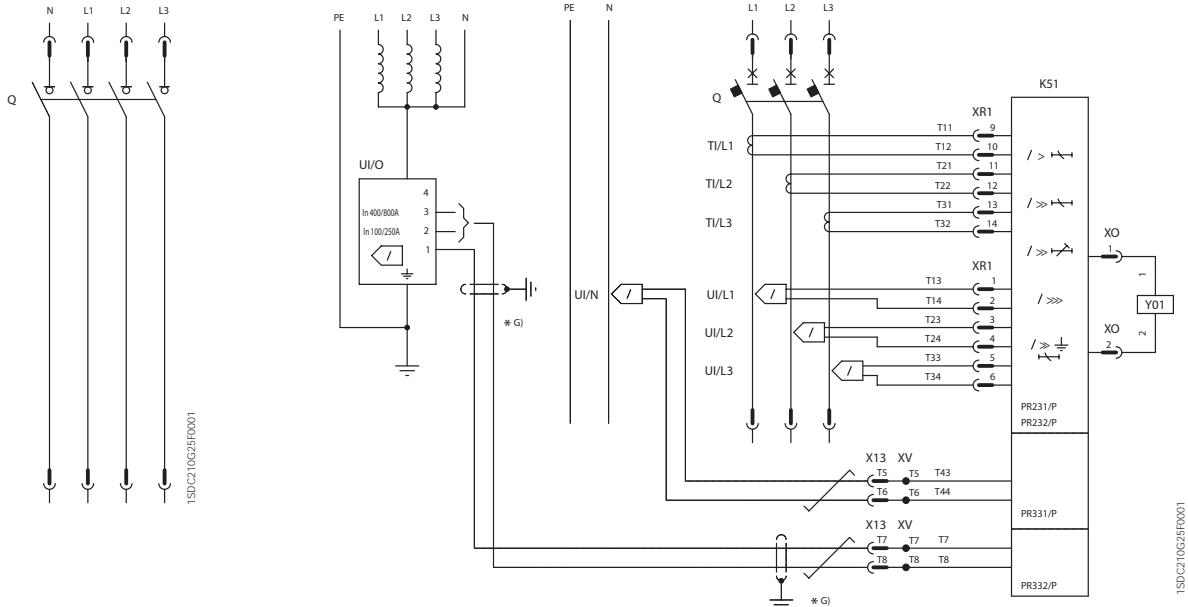 N L1 L2 L3
Q
1SDC210G25F0001
PE L1 L2 L3 N
UI/O
4
In 400/800A 3
In 100/250A 2
1
/
* G)
PE N
UI/N /
L1 L2 L3
Q
TI/L1
TI/L2
TI/L3
UI/L1 /
UI/L2 /
UI/L3 /
XR1
T11 9
T12 10
T21 11
T22 12
T31 13
T32 14
XR1
T13 1
T14 2
T23 3
T24 4
T33 5
T34 6
K51
/ >
/ ≫
/ ≫
/ ⋙
/ ≫
PR231/P
PR232/P
XO
1
1
Y01
2
XO
2
X13 XV
T5 T5 T43
T6 T6 T44
PR331/P
X13 XV
T7 T7 T7
T8 T8 T8
PR332/P
* G)
1SDC210G25F0001